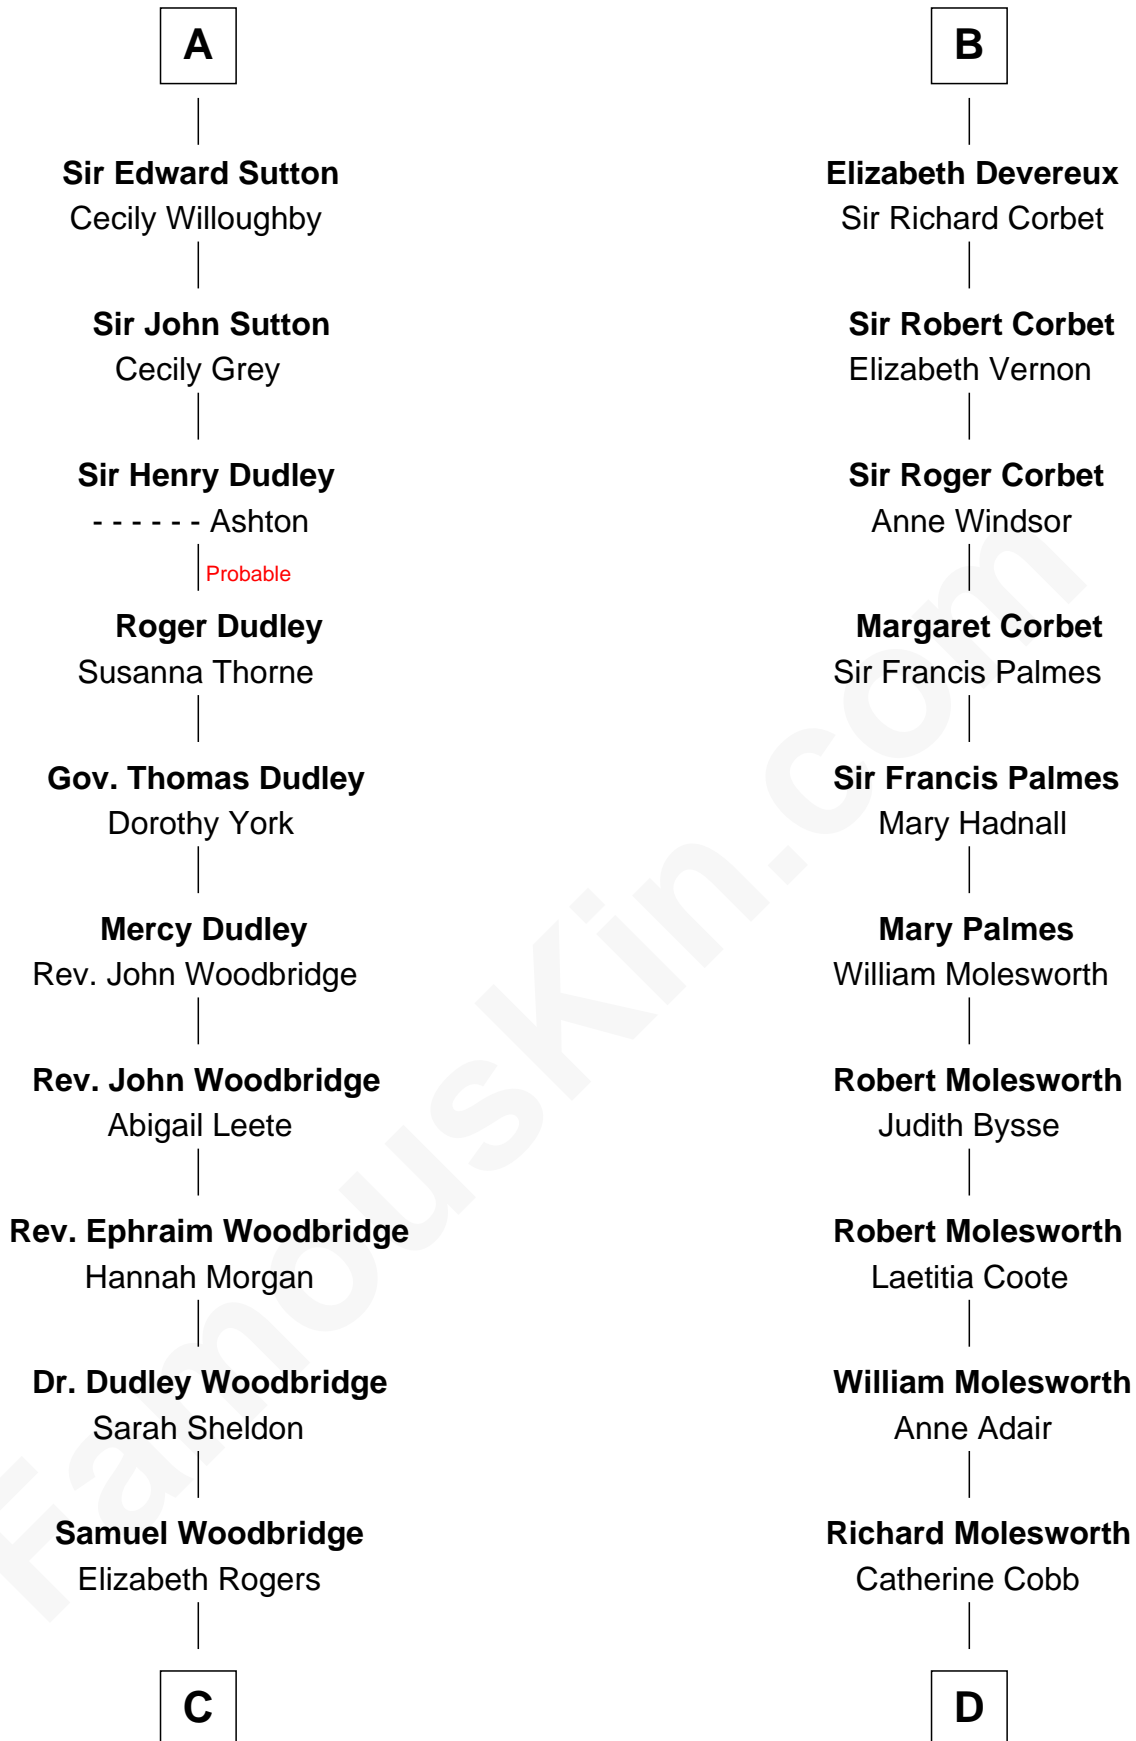 A
Sir Edward Sutton
Cecily Willoughby
Sir John Sutton
Cecily Grey
Sir Henry Dudley
- - - - - - Ashton
Probable
Roger Dudley
Susanna Thorne
Gov. Thomas Dudley
Dorothy York
Mercy Dudley
Rev. John Woodbridge
Rev. John Woodbridge
Abigail Leete
Rev. Ephraim Woodbridge
Hannah Morgan
Dr. Dudley Woodbridge
Sarah Sheldon
Samuel Woodbridge
Elizabeth Rogers
C
B
Elizabeth Devereux
Sir Richard Corbet
Sir Robert Corbet
Elizabeth Vernon
Sir Roger Corbet
Anne Windsor
Margaret Corbet
Sir Francis Palmes
Sir Francis Palmes
Mary Hadnall
Mary Palmes
William Molesworth
Robert Molesworth
Judith Bysse
Robert Molesworth
Laetitia Coote
William Molesworth
Anne Adair
Richard Molesworth
Catherine Cobb
D
FamousKin.com